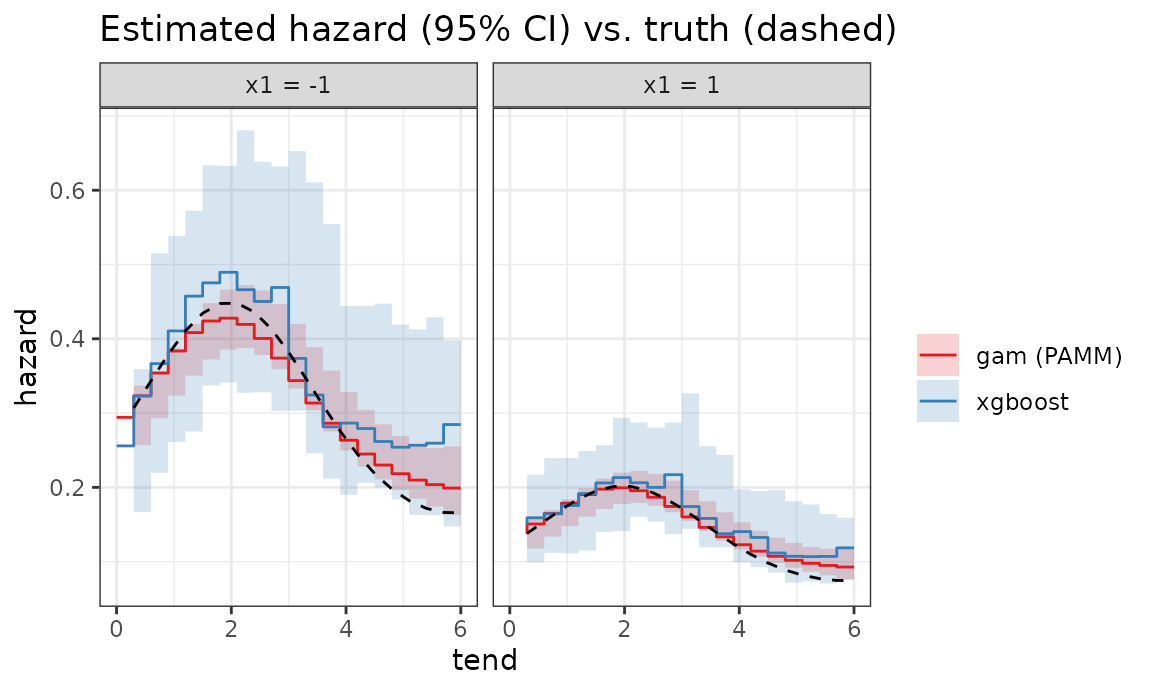 Estimated hazard (95% CI) vs. truth (dashed)
x1 = -1
x1 = 1
0.6
0.4
0.2
hazard
0 2 4 6
0 2 4 6
tend
gam (PAMM)
xgboost